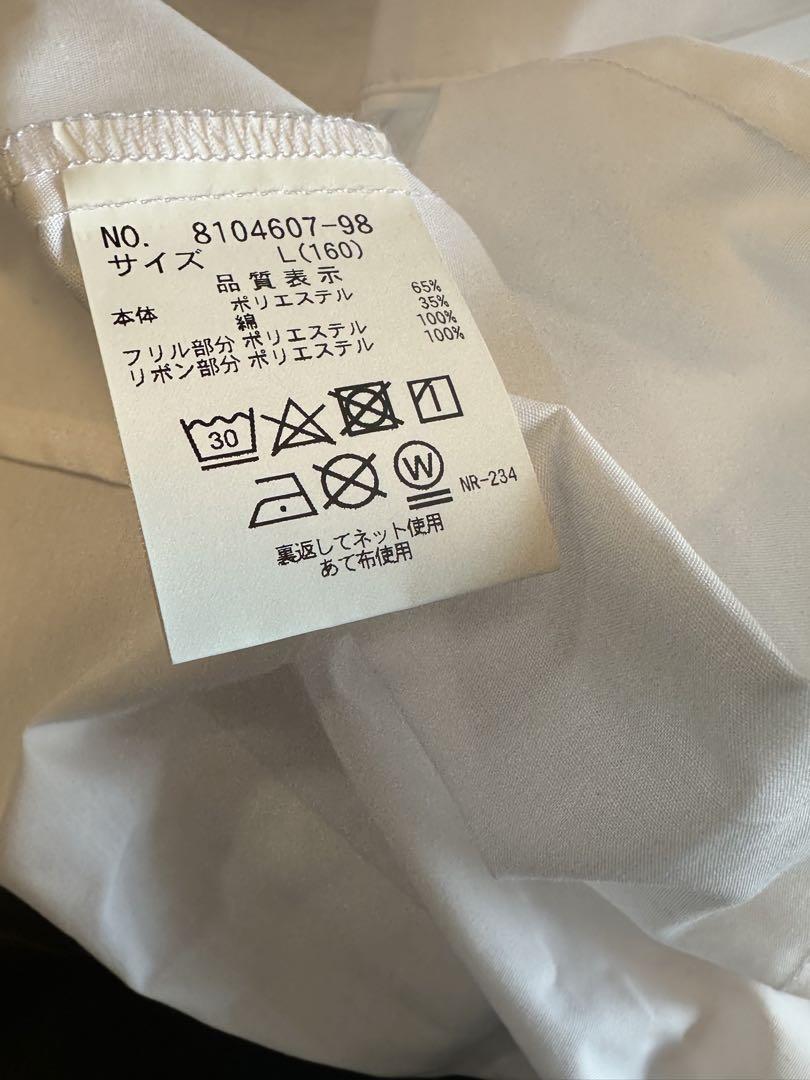 NO. 8104607-98
サイズ L(160)
品質表示
本体 ポリエステル 65%
綿 35%
フリル部分 ポリエステル 100%
リボン部分 ポリエステル 100%
30
W
NR-234
裏返してネット使用
あて布使用